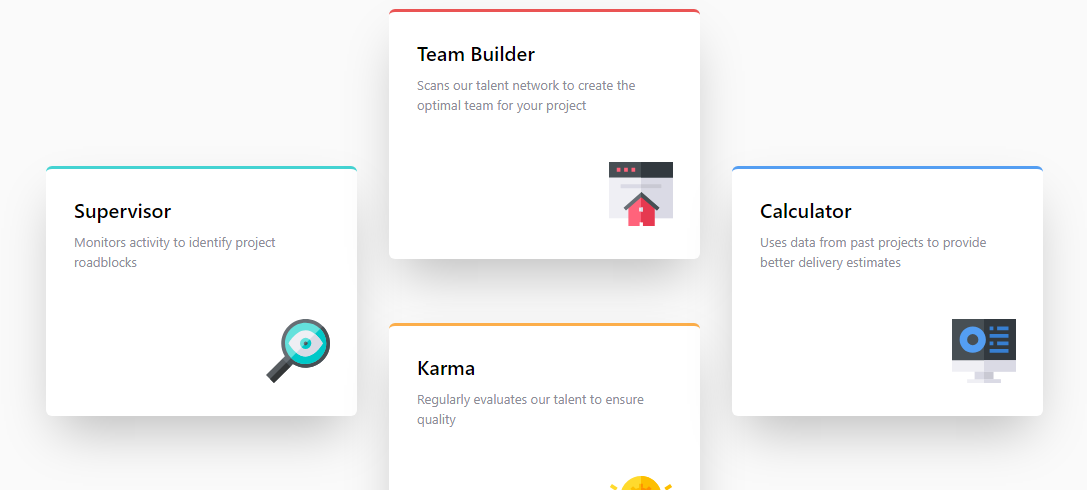 Team Builder
Scans our talent network to create the
optimal team for your project
Supervisor
Monitors activity to identify project
roadblocks
Calculator
Uses data from past projects to provide
better delivery estimates
Karma
Regularly evaluates our talent to ensure
quality